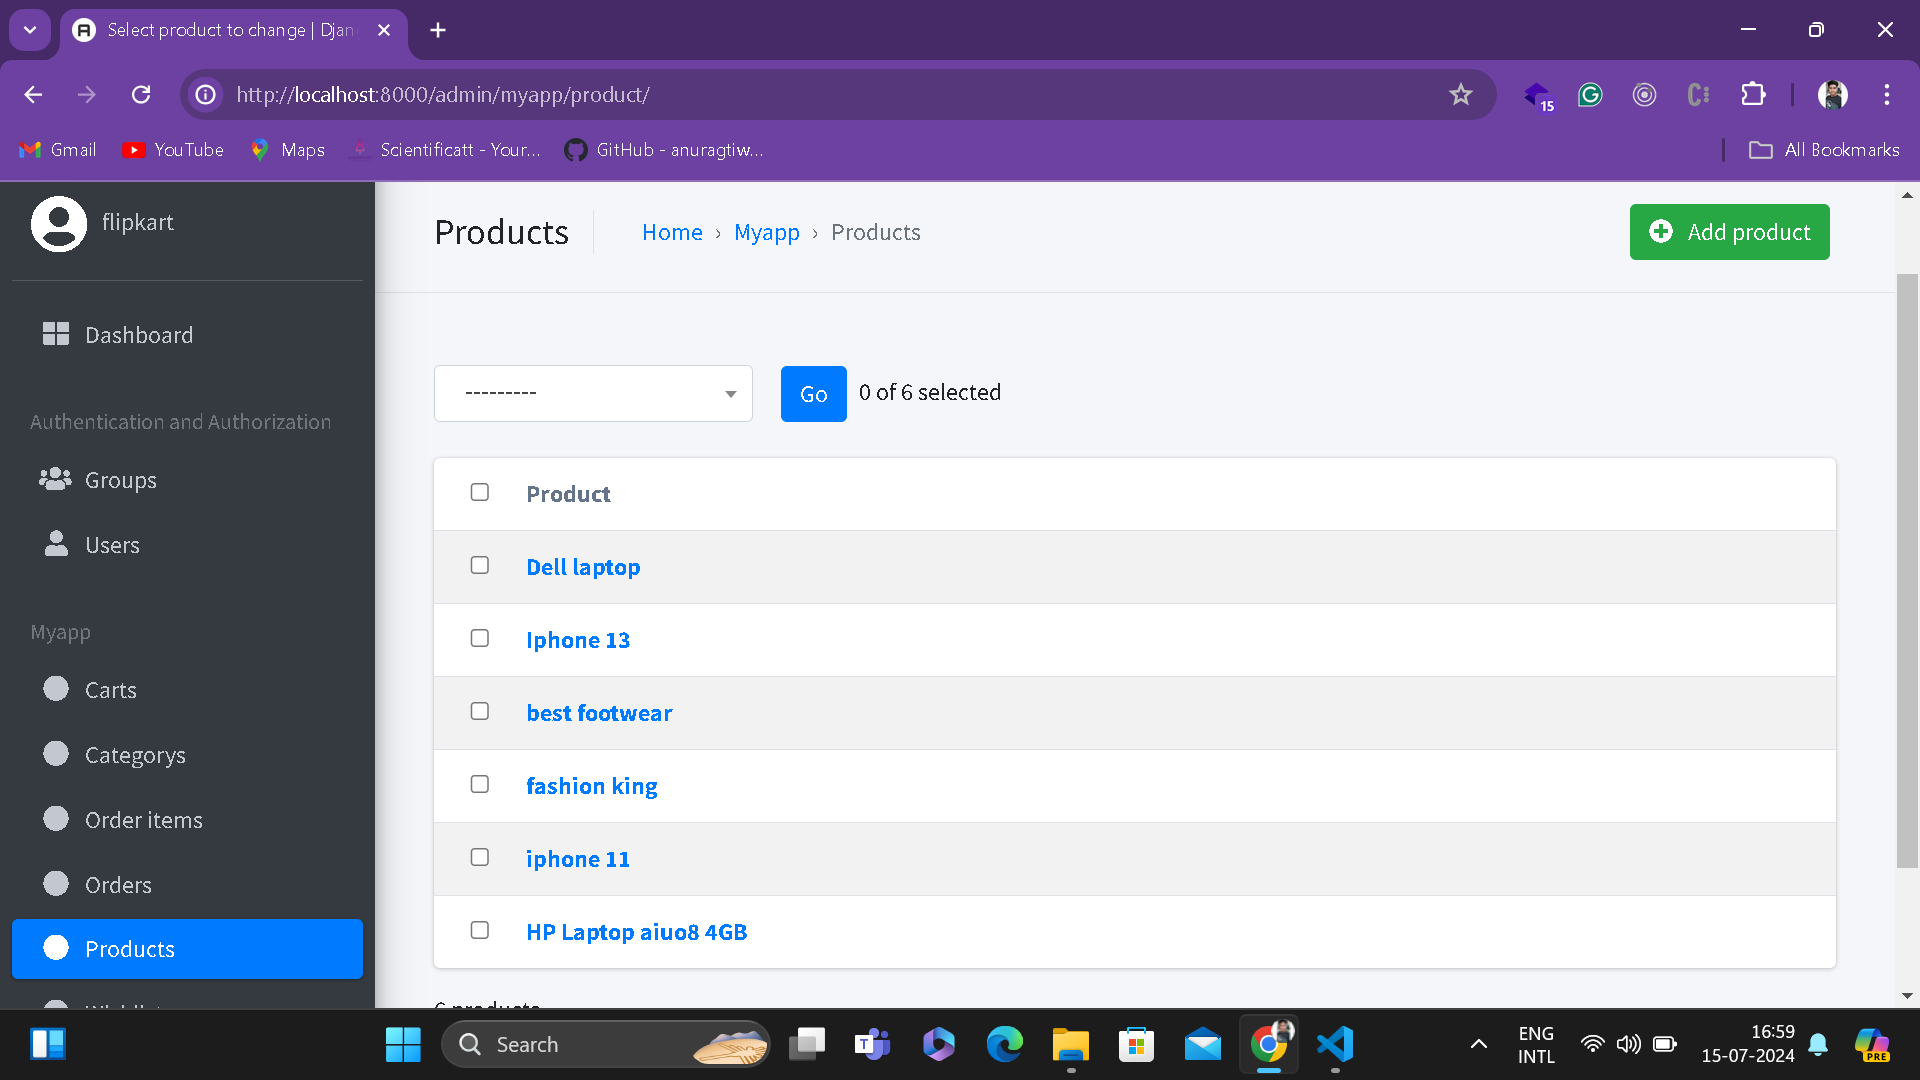 Select product to change | Djan
http://localhost:8000/admin/myapp/product/
15
Gmail
YouTube
Maps
Scientificatt - Your...
GitHub - anuragtiw...
All Bookmarks
flipkart
Dashboard
Authentication and Authorization
Groups
Users
Myapp
Carts
Categorys
Order items
Orders
Products
Products
Home › Myapp › Products
Add product
---------
Go
0 of 6 selected
Product
Dell laptop
Iphone 13
best footwear
fashion king
iphone 11
HP Laptop aiuo8 4GB
6 products
Search
ENG
INTL
16:59
15-07-2024
PRE